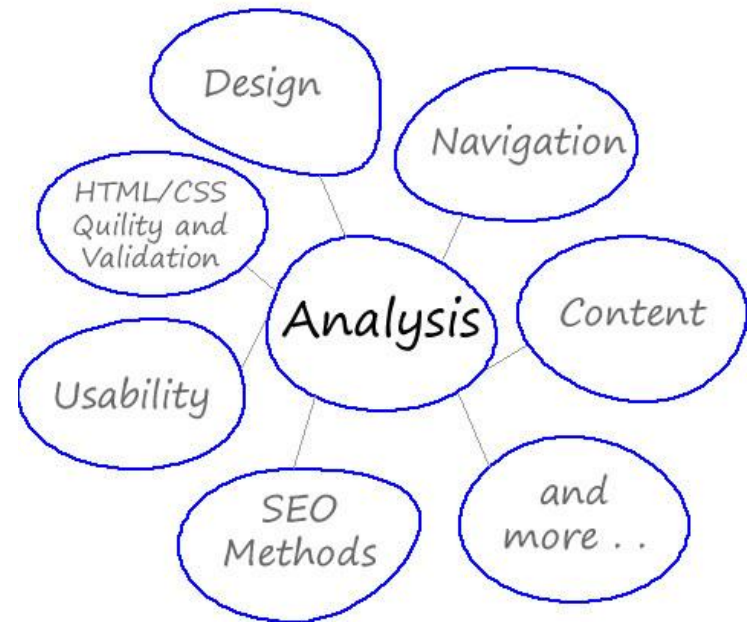 Design
Navigation
HTML/CSS
Quility and
Validation
Analysis
Content
Usability
SEO
Methods
and
more . .